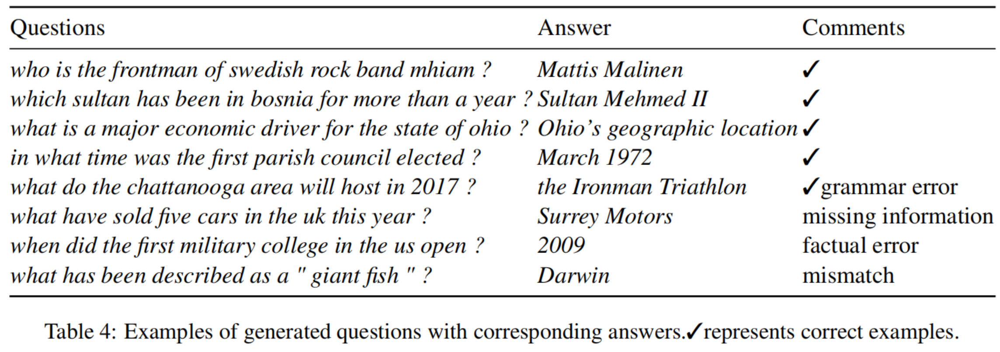 Questions Answer Comments
who is the frontman of swedish rock band mhiam ? Mattis Malinen ✓
which sultan has been in bosnia for more than a year ? Sultan Mehmed II ✓
what is a major economic driver for the state of ohio ? Ohio’s geographic location ✓
in what time was the first parish council elected ? March 1972 ✓
what do the chattanooga area will host in 2017 ? the Ironman Triathlon ✓grammar error
what have sold five cars in the uk this year ? Surrey Motors missing information
when did the first military college in the us open ? 2009 factual error
what has been described as a " giant fish " ? Darwin mismatch
Table 4: Examples of generated questions with corresponding answers.✓represents correct examples.